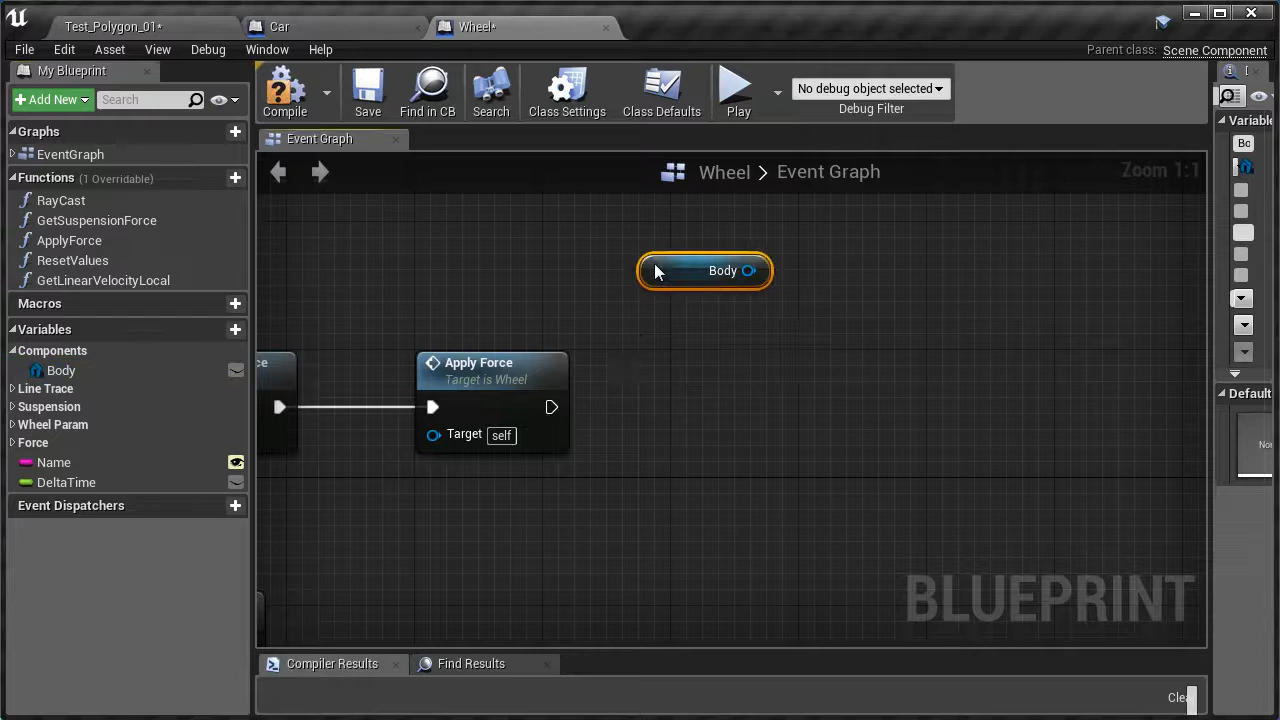 Test_Polygon_01*
Car
Wheel*
File
Edit
Asset
View
Debug
Window
Help
Parent class: Scene Component
My Blueprint
Add New
Search
Compile
Save
Find in CB
Search
Class Settings
Class Defaults
Play
No debug object selected
Debug Filter
Event Graph
Graphs
EventGraph
Functions (1 Overridable)
RayCast
GetSuspensionForce
ApplyForce
ResetValues
GetLinearVelocityLocal
Macros
Variables
Components
Body
Line Trace
Suspension
Wheel Param
Force
Name
DeltaTime
Event Dispatchers
Wheel > Event Graph
Zoom 1:1
Body
ce
Apply Force
Target is Wheel
Target self
BLUEPRINT
Variable
Bo
Default
Compiler Results
Find Results